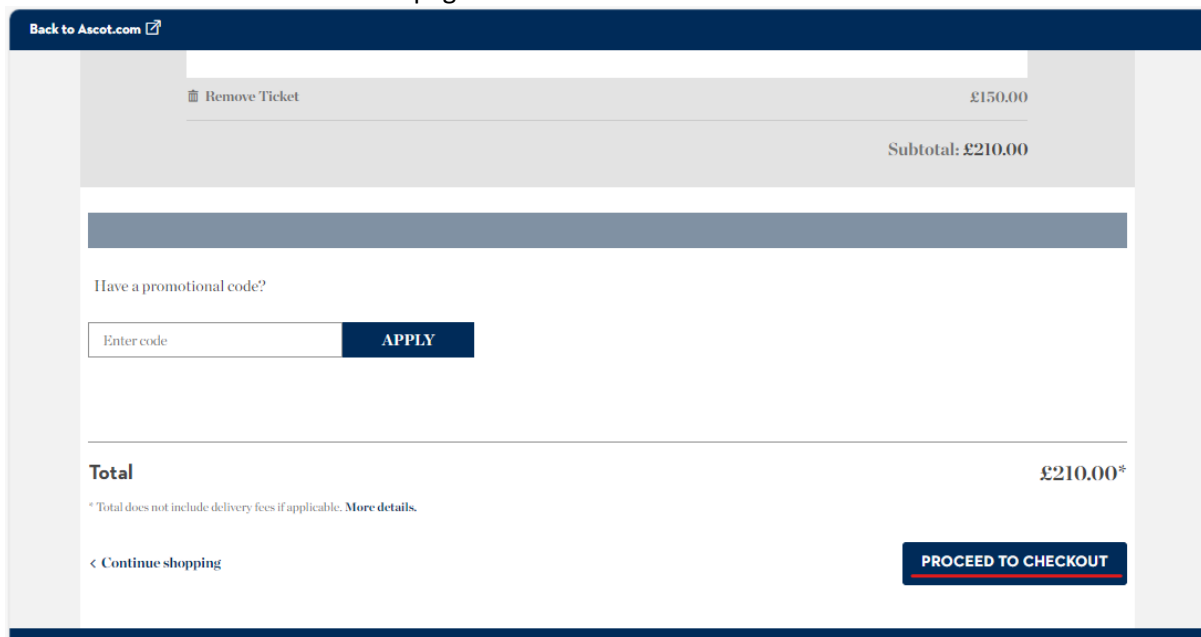 Back to Ascot.com
Remove Ticket £150.00
Subtotal: £210.00
Have a promotional code?
Enter code APPLY
Total £210.00*
* Total does not include delivery fees if applicable. More details.
< Continue shopping PROCEED TO CHECKOUT